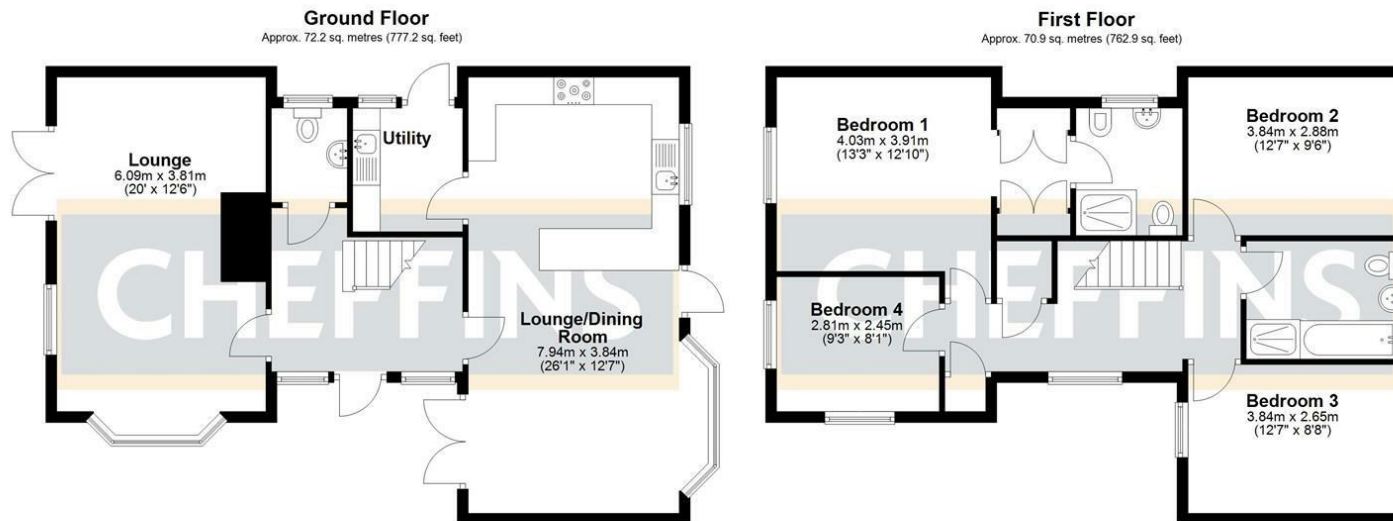 Ground Floor
Approx. 72.2 sq. metres (777.2 sq. feet)
Lounge
6.09m x 3.81m
(20' x 12'6")
Utility
Lounge/Dining
Room
7.94m x 3.84m
(26'1" x 12'7")
First Floor
Approx. 70.9 sq. metres (762.9 sq. feet)
Bedroom 1
4.03m x 3.91m
(13'3" x 12'10")
Bedroom 2
3.84m x 2.88m
(12'7" x 9'6")
Bedroom 4
2.81m x 2.45m
(9'3" x 8'1")
Bedroom 3
3.84m x 2.65m
(12'7" x 8'8")
CHEFFINS
CHEFFINS